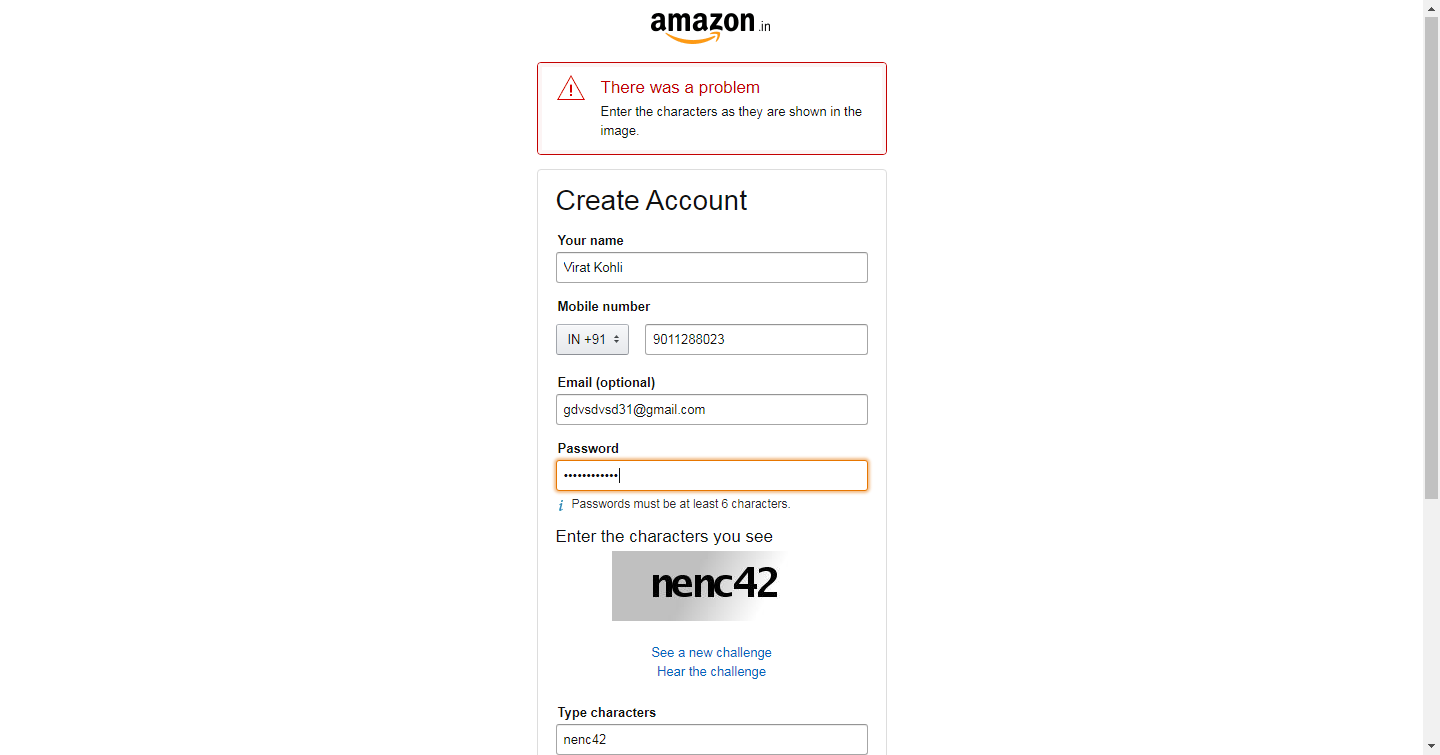 amazon.in
There was a problem
Enter the characters as they are shown in the
image.
Create Account
Your name
Virat Kohli
Mobile number
IN +91
9011288023
Email (optional)
gdvsdvsd31@gmail.com
Password
••••••••••••
i Passwords must be at least 6 characters.
Enter the characters you see
nenc42
See a new challenge
Hear the challenge
Type characters
nenc42